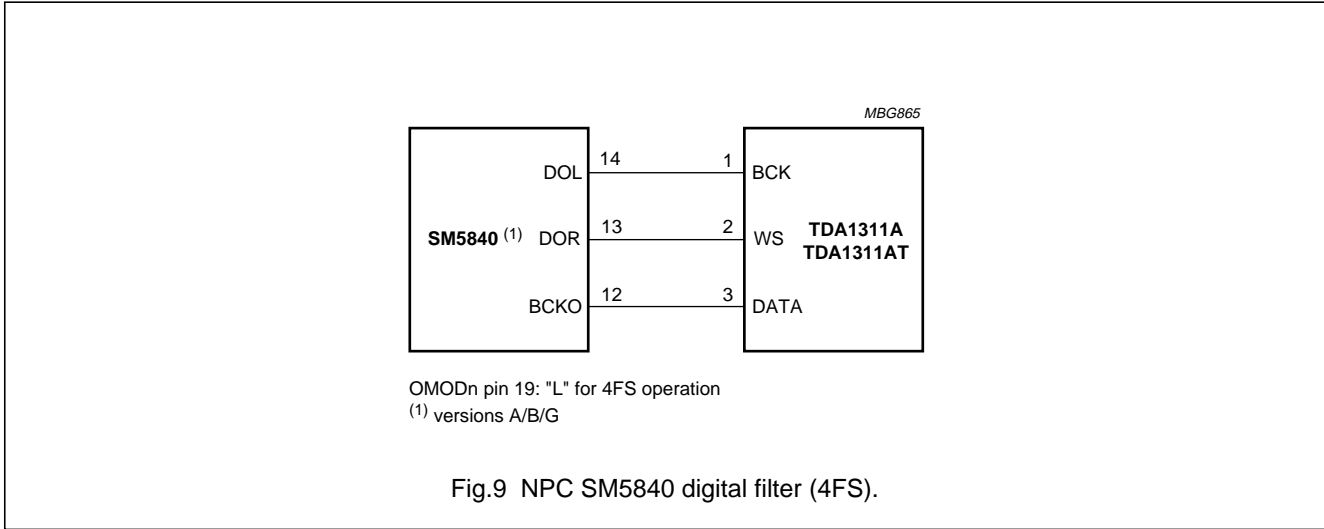 MBG865
DOL 14 1 BCK
SM5840 (1) DOR 13 2 WS TDA1311A
TDA1311AT
BCKO 12 3 DATA
OMODn pin 19: "L" for 4FS operation
(1) versions A/B/G
Fig.9 NPC SM5840 digital filter (4FS).